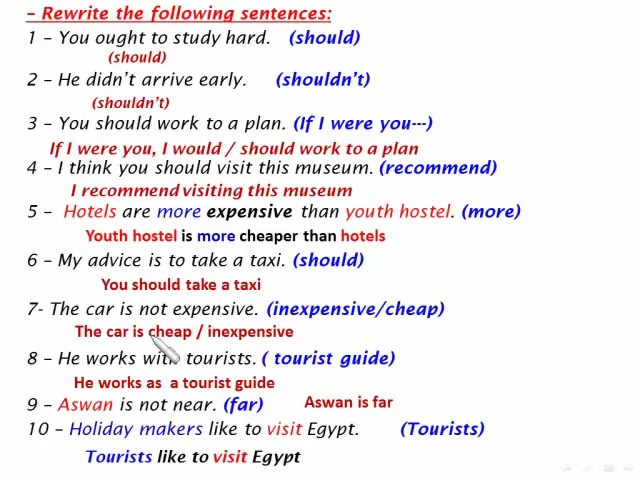 – Rewrite the following sentences:
1 – You ought to study hard. (should)
(should)
2 – He didn't arrive early. (shouldn't)
(shouldn't)
3 – You should work to a plan. (If I were you---)
If I were you, I would / should work to a plan
4 – I think you should visit this museum. (recommend)
I recommend visiting this museum
5 – Hotels are more expensive than youth hostel. (more)
Youth hostel is more cheaper than hotels
6 – My advice is to take a taxi. (should)
You should take a taxi
7- The car is not expensive. (inexpensive/cheap)
The car is cheap / inexpensive
8 – He works with tourists. ( tourist guide)
He works as a tourist guide
9 – Aswan is not near. (far) Aswan is far
10 – Holiday makers like to visit Egypt. (Tourists)
Tourists like to visit Egypt